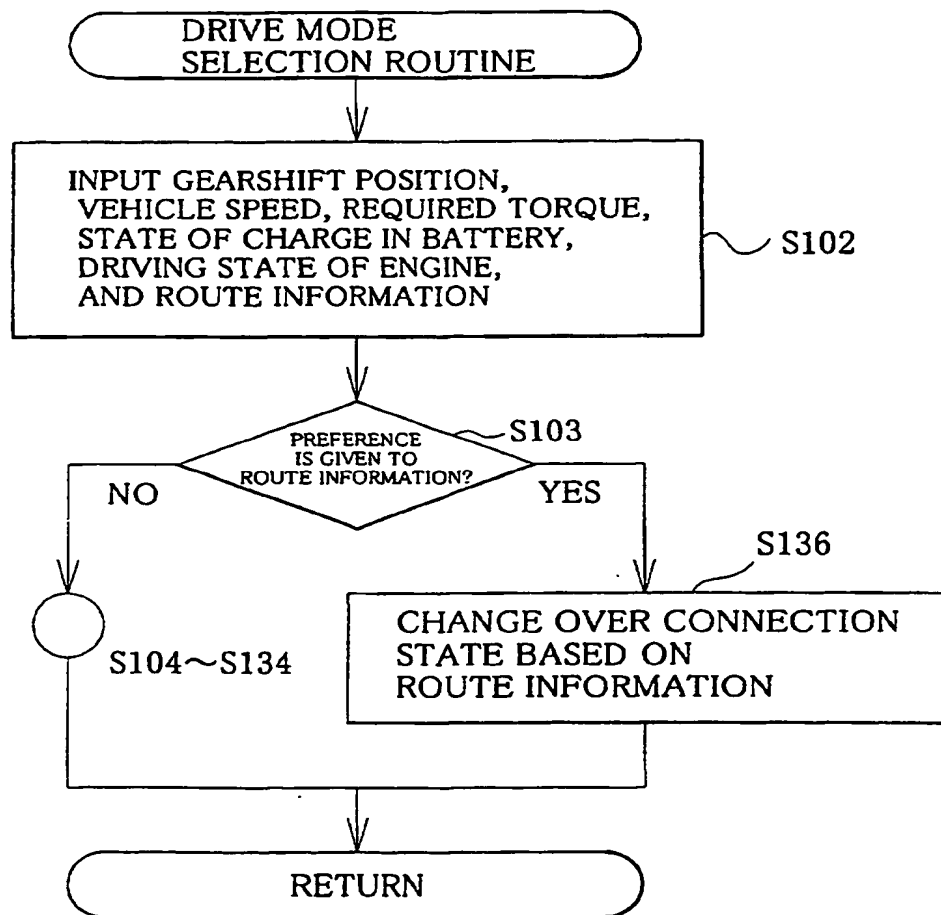 DRIVE MODE
SELECTION ROUTINE
INPUT GEARSHIFT POSITION,
VEHICLE SPEED, REQUIRED TORQUE,
STATE OF CHARGE IN BATTERY,
DRIVING STATE OF ENGINE,
AND ROUTE INFORMATION
S102
PREFERENCE
IS GIVEN TO
ROUTE INFORMATION?
S103
NO
YES
S136
S104~S134
CHANGE OVER CONNECTION
STATE BASED ON
ROUTE INFORMATION
RETURN